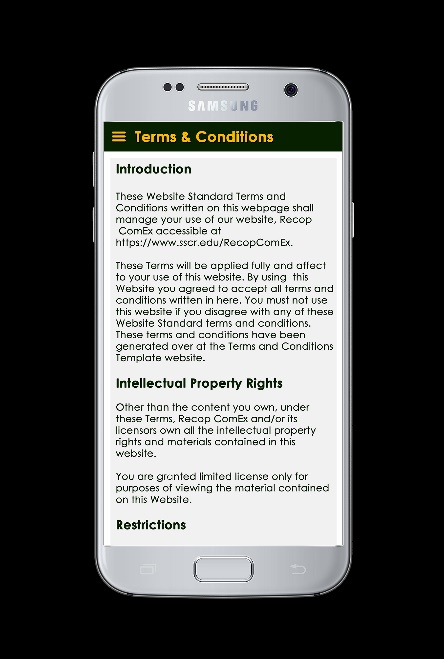 SAMSUNG
Terms & Conditions
Introduction
These Website Standard Terms and
Conditions written on this webpage shall
manage your use of our website, Recop
ComEx accessible at
https://www.sscr.edu/RecopComEx.
These Terms will be applied fully and affect
to your use of this website. By using this
Website you agreed to accept all terms and
conditions written in here. You must not use
this website if you disagree with any of these
Website Standard terms and conditions.
These terms and conditions have been
generated over at the Terms and Conditions
Template website.
Intellectual Property Rights
Other than the content you own, under
these Terms, Recop ComEx and/or its
licensors own all the intellectual property
rights and materials contained in this
website.
You are granted limited license only for
purposes of viewing the material contained
on this Website.
Restrictions